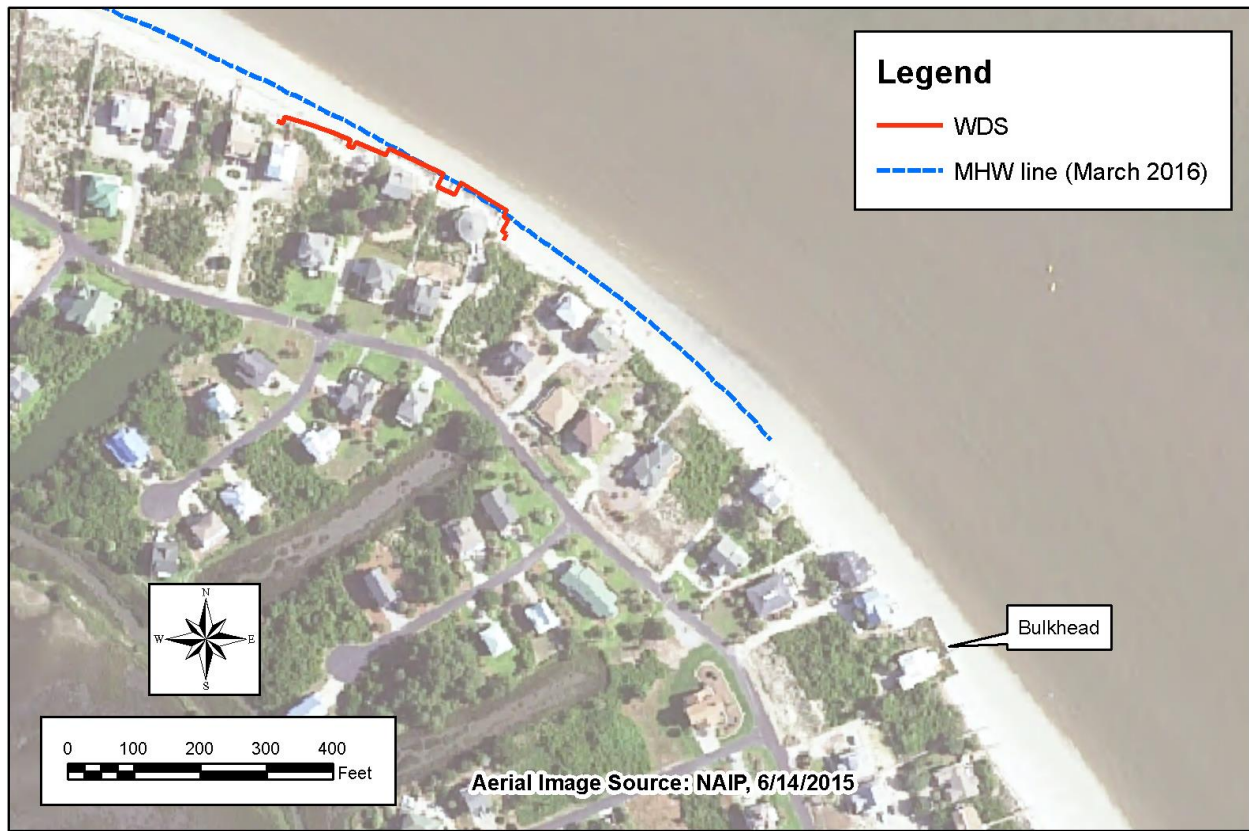 Legend
WDS
MHW line (March 2016)
N
W E
S
Bulkhead
0 100 200 300 400
Feet
Aerial Image Source: NAIP, 6/14/2015